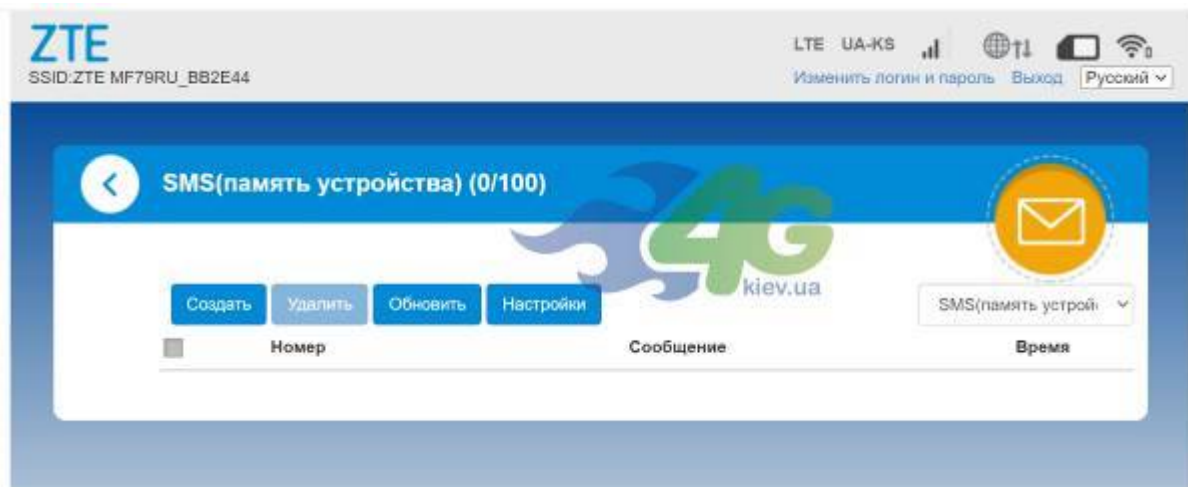 ZTE
SSID:ZTE MF79RU_BB2E44
LTE UA-KS
Изменить логин и пароль Выход Русский
SMS(память устройства) (0/100)
4G
kiev.ua
Создать Удалить Обновить Настройки SMS(память устрой
Номер Сообщение Время